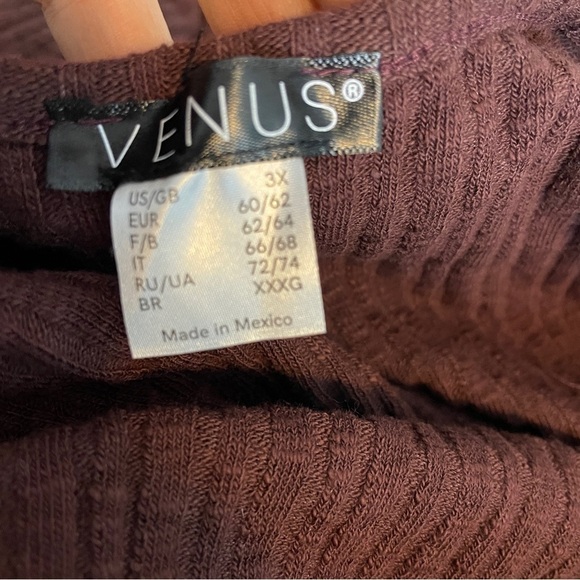 VENUS®
US/GB 3X
EUR 60/62
F/B 62/64
IT 66/68
RU/UA 72/74
BR XXXG
Made in Mexico